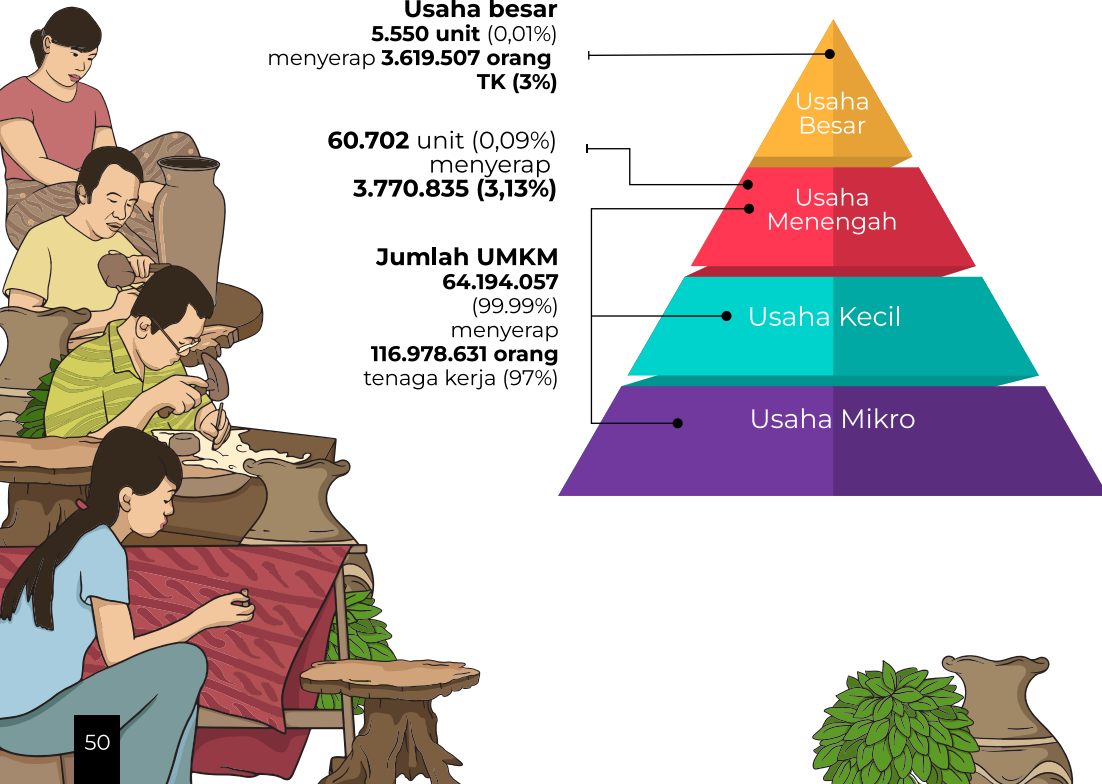 Usaha besar
5.550 unit (0,01%)
menyerap 3.619.507 orang
TK (3%)
60.702 unit (0,09%)
menyerap
3.770.835 (3,13%)
Jumlah UMKM
64.194.057
(99.99%)
menyerap
116.978.631 orang
tenaga kerja (97%)
Usaha
Besar
Usaha
Menengah
Usaha Kecil
Usaha Mikro
50